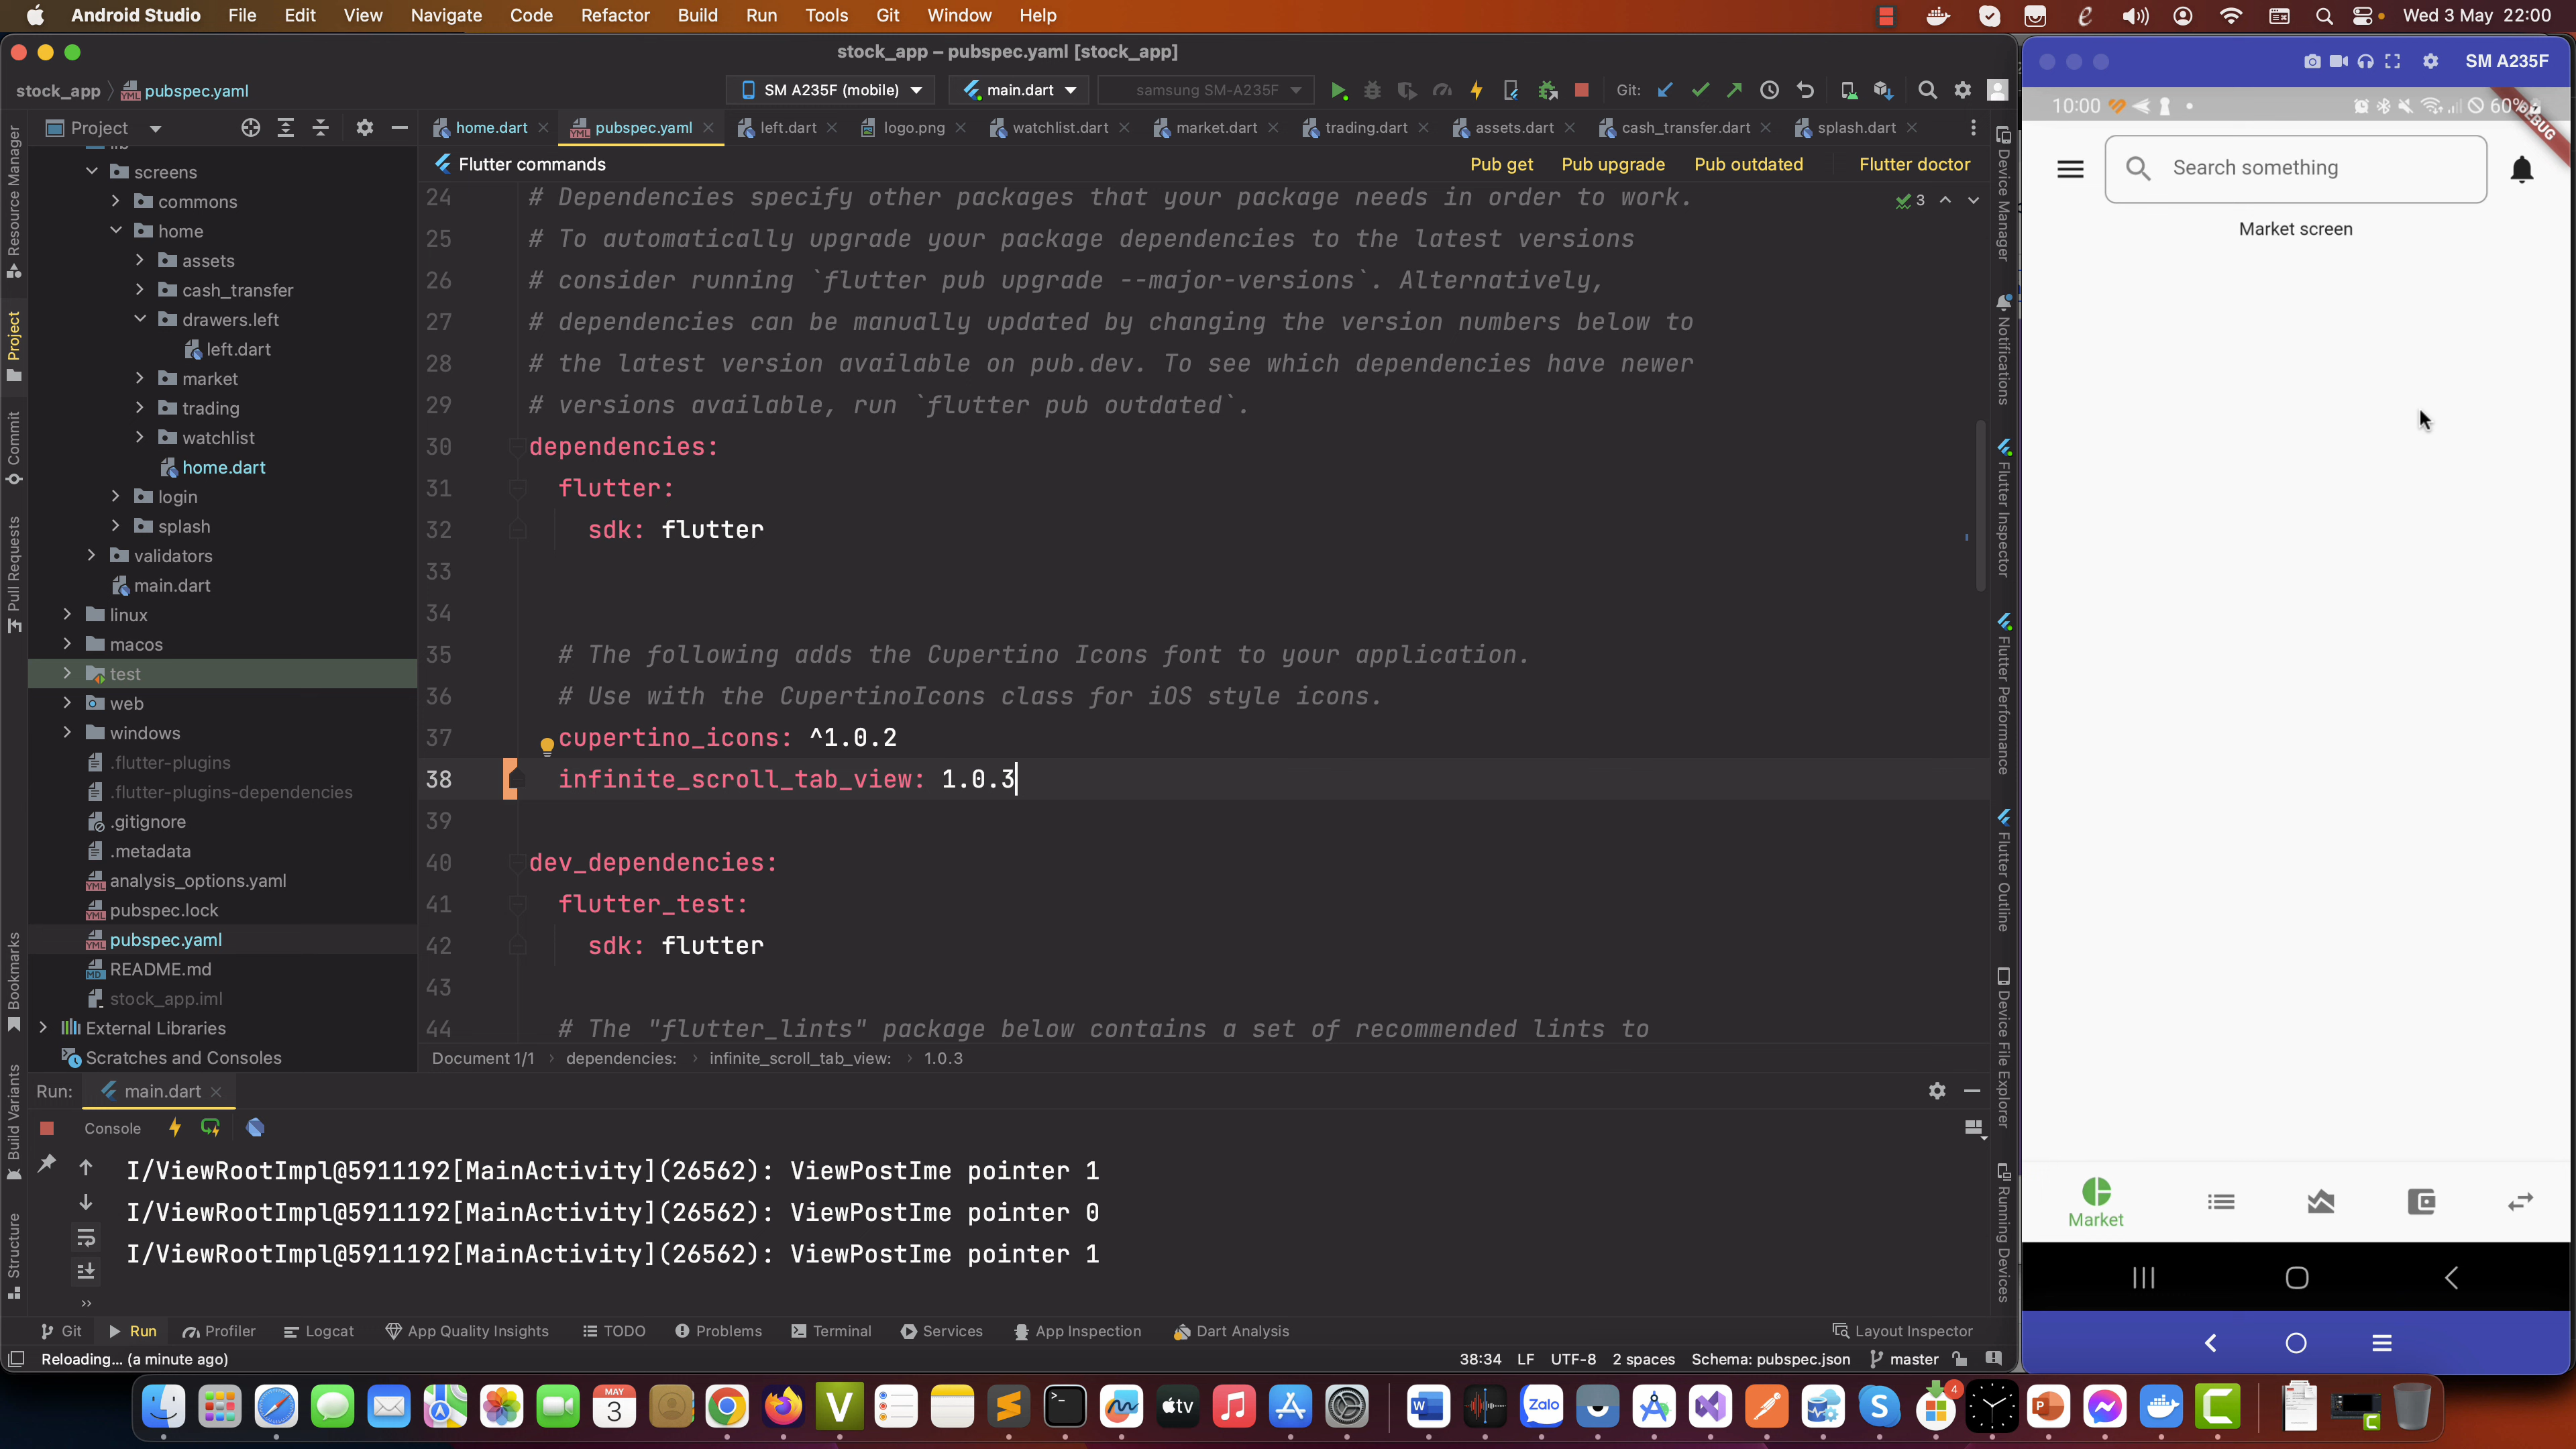 Android Studio File Edit View Navigate Code Refactor Build Run Tools Git Window Help
Wed 3 May 22:00
stock_app – pubspec.yaml [stock_app]
SM A235F
stock_app pubspec.yaml
SM A235F (mobile) main.dart samsung SM-A235F Git:
Project
home.dart pubspec.yaml left.dart logo.png watchlist.dart market.dart trading.dart assets.dart cash_transfer.dart splash.dart
Flutter commands Pub get Pub upgrade Pub outdated Flutter doctor
lib
screens
commons
home
assets
cash_transfer
drawers.left
left.dart
market
trading
watchlist
home.dart
login
splash
validators
main.dart
linux
macos
test
web
windows
.flutter-plugins
.flutter-plugins-dependencies
.gitignore
.metadata
analysis_options.yaml
pubspec.lock
pubspec.yaml
README.md
stock_app.iml
External Libraries
Scratches and Consoles
24 # Dependencies specify other packages that your package needs in order to work.
3
25 # To automatically upgrade your package dependencies to the latest versions
26 # consider running `flutter pub upgrade --major-versions`. Alternatively,
27 # dependencies can be manually updated by changing the version numbers below to
28 # the latest version available on pub.dev. To see which dependencies have newer
29 # versions available, run `flutter pub outdated`.
30 dependencies:
31 flutter:
32 sdk: flutter
33
34
35 # The following adds the Cupertino Icons font to your application.
36 # Use with the CupertinoIcons class for iOS style icons.
37 cupertino_icons: ^1.0.2
38 infinite_scroll_tab_view: 1.0.3
39
40 dev_dependencies:
41 flutter_test:
42 sdk: flutter
43
44 # The "flutter_lints" package below contains a set of recommended lints to
Document 1/1 dependencies: infinite_scroll_tab_view: 1.0.3
Run: main.dart
Console
I/ViewRootImpl@5911192[MainActivity](26562): ViewPostIme pointer 1
I/ViewRootImpl@5911192[MainActivity](26562): ViewPostIme pointer 0
I/ViewRootImpl@5911192[MainActivity](26562): ViewPostIme pointer 1
Git Run Profiler Logcat App Quality Insights TODO Problems Terminal Services App Inspection Dart Analysis Layout Inspector
Reloading... (a minute ago)
38:34 LF UTF-8 2 spaces Schema: pubspec.json master
Resource Manager
Project
Commit
Pull Requests
Bookmarks
Build Variants
Structure
Device Manager
Notifications
Flutter Inspector
Flutter Performance
Flutter Outline
Device File Explorer
Running Devices
10:00 60%
DEBUG
Search something
Market screen
Market
MAY
3
tv
V
W
Zalo
S
4
P
C